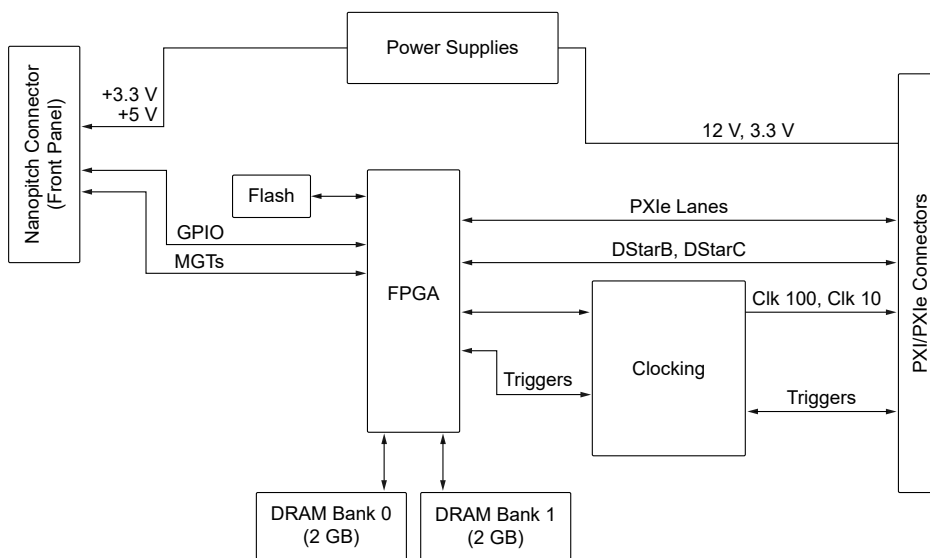 Power Supplies
Nanopitch Connector
(Front Panel)
+3.3 V
+5 V
12 V, 3.3 V
Flash
PXIe Lanes
GPIO
MGTs
DStarB, DStarC
FPGA
Clk 100, Clk 10
Clocking
Triggers
Triggers
PXI/PXIe Connectors
DRAM Bank 0
(2 GB)
DRAM Bank 1
(2 GB)